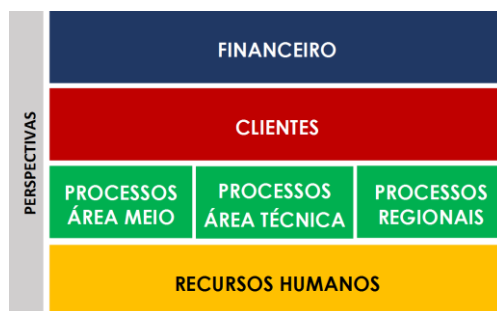 PERSPECTIVAS
FINANCEIRO
CLIENTES
PROCESSOS
ÁREA MEIO
PROCESSOS
ÁREA TÉCNICA
PROCESSOS
REGIONAIS
RECURSOS HUMANOS